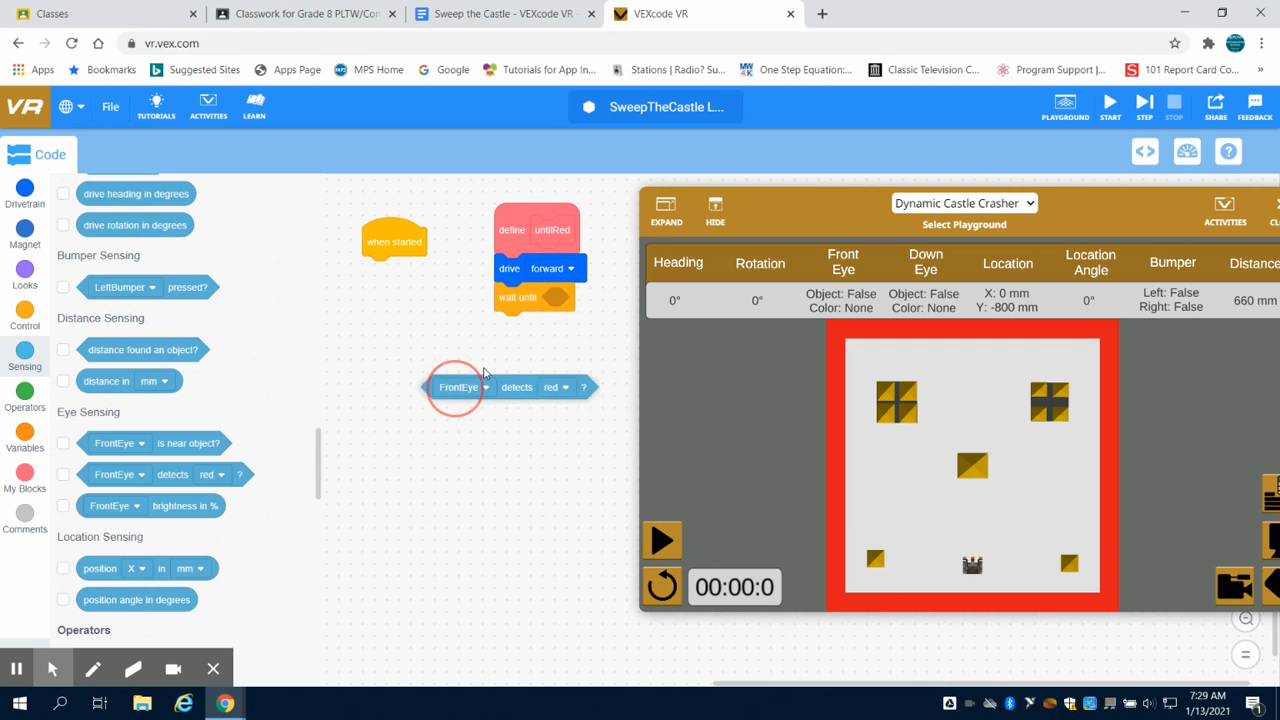 Classes
Classwork for Grade 8 PLTW/Con
Sweep the Castle - VEXcode VR -
VEXcode VR
vr.vex.com
Apps
Bookmarks
Suggested Sites
Apps Page
MPS Home
Google
Tutorials for App In...
Stations | Radio? Su...
One Step Equation:...
Classic Television C...
Program Support |...
101 Report Card Co...
VR
File
TUTORIALS
ACTIVITIES
LEARN
SweepTheCastle L...
PLAYGROUND
START
STEP
STOP
SHARE
FEEDBACK
Code
Drivetrain
Magnet
Looks
Control
Sensing
Operators
Variables
My Blocks
Comments
drive heading in degrees
drive rotation in degrees
Bumper Sensing
LeftBumper pressed?
Distance Sensing
distance found an object?
distance in mm
Eye Sensing
FrontEye is near object?
FrontEye detects red ?
FrontEye brightness in %
Location Sensing
position X in mm
position angle in degrees
Operators
when started
define untilRed
drive forward
wait until
FrontEye detects red ?
EXPAND
HIDE
Dynamic Castle Crasher
Select Playground
ACTIVITIES
Heading
Rotation
Front Eye
Down Eye
Location
Location Angle
Bumper
Distanc
0°
0°
Object: False
Color: None
Object: False
Color: None
X: 0 mm
Y: -800 mm
0°
Left: False
Right: False
660 mm
00:00:0
7:29 AM
1/13/2021